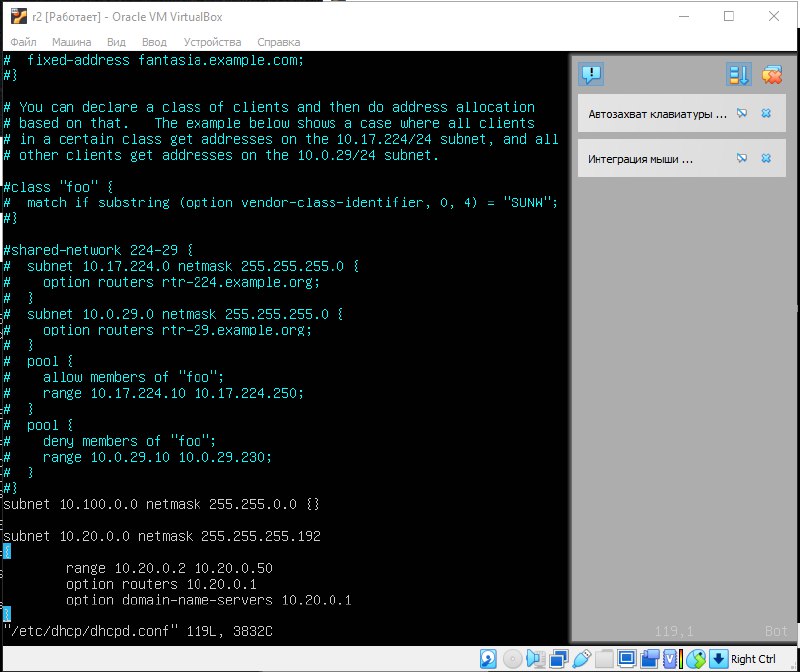 r2 [Работает] - Oracle VM VirtualBox
Файл Машина Вид Ввод Устройства Справка
#  fixed-address fantasia.example.com;
#}
# You can declare a class of clients and then do address allocation
# based on that.   The example below shows a case where all clients
# in a certain class get addresses on the 10.17.224/24 subnet, and all
# other clients get addresses on the 10.0.29/24 subnet.
#class "foo" {
#  match if substring (option vendor-class-identifier, 0, 4) = "SUNW";
#}
#shared-network 224-29 {
#  subnet 10.17.224.0 netmask 255.255.255.0 {
#    option routers rtr-224.example.org;
#  }
#  subnet 10.0.29.0 netmask 255.255.255.0 {
#    option routers rtr-29.example.org;
#  }
#  pool {
#    allow members of "foo";
#    range 10.17.224.10 10.17.224.250;
#  }
#  pool {
#    deny members of "foo";
#    range 10.0.29.10 10.0.29.230;
#  }
#}
subnet 10.100.0.0 netmask 255.255.0.0 {}
subnet 10.20.0.0 netmask 255.255.255.192
{
        range 10.20.0.2 10.20.0.50
        option routers 10.20.0.1
        option domain-name-servers 10.20.0.1
"/etc/dhcp/dhcpd.conf" 119L, 3832C
119,1 Bot
Автозахват клавиатуры ...
Интеграция мыши ...
Right Ctrl